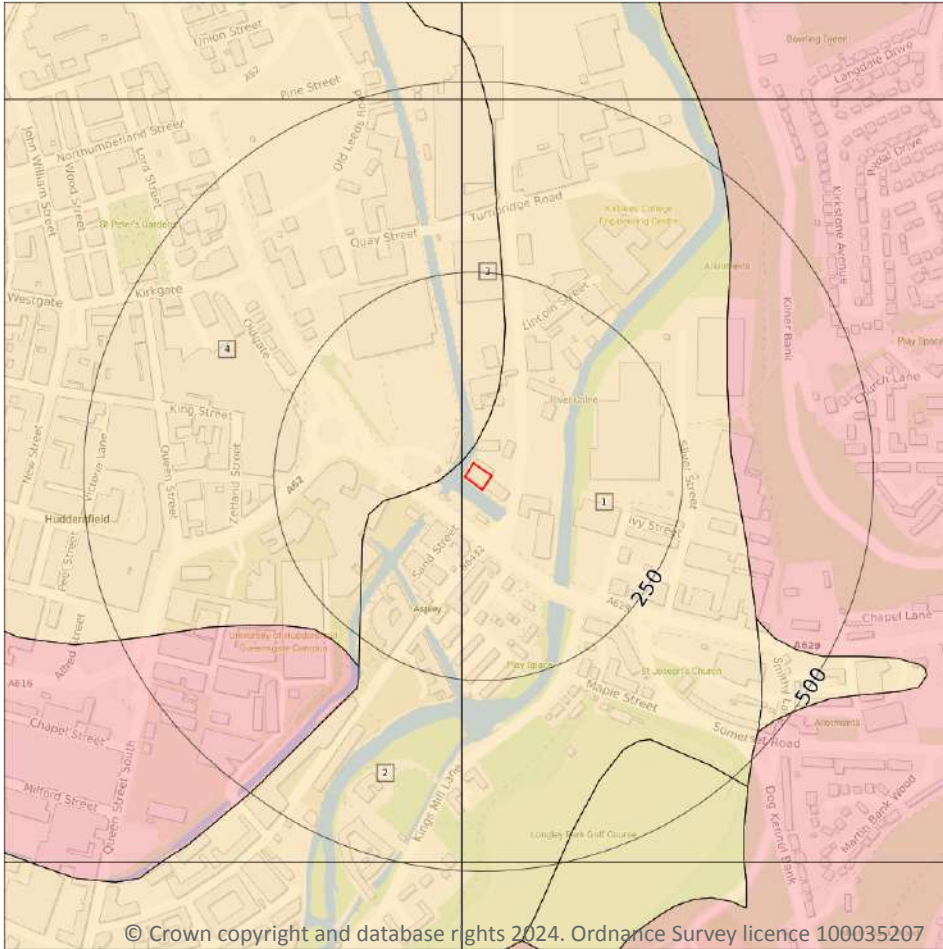 Union Street
X62
Pine Street
Bowling Green
Langdale Drive
John William Street
Northumberland Street
Wood Street
Lord Street
Old Leeds Road
Rydal Drive
Kirkstone Avenue
St Peter's Gardens
Turnbridge Road
Kirklees College
Engineering Centre
Quay Street
Allotments
3
Westgate
Kirkgate
Lincoln Street
Kilner Bank
Oldgate
4
Play Space
Church Lane
River Colne
King Street
New Street
Victoria Lane
Queen Street
Zetland Street
Silver Street
A62
1
Huddersfield
Ivy Street
Sand Street
Peel Street
250
A629
Aspley
Chapel Lane
Alfred Street
University of Huddersfield
Queensgate Campus
A629
Play Space
St Joseph's Church
A616
Maple Street
Smithy Lane
500
Allotments
Chapel Street
Somerset Road
Milford Street
Queen Street South
2
Kings Mill Lane
Dog Kennel Bank
Martin Bank Wood
Longley Park Golf Course
© Crown copyright and database rights 2024. Ordnance Survey licence 100035207